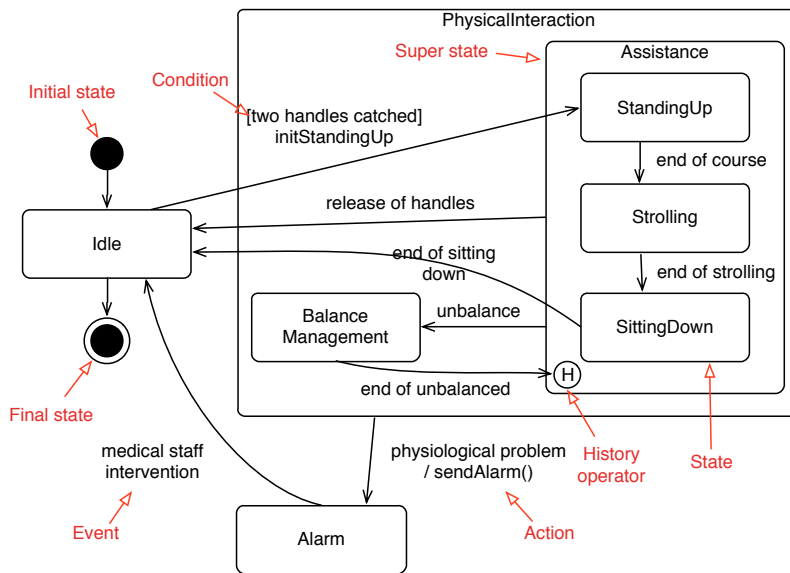 PhysicalInteraction
Super state
Assistance
Condition
Initial state
[two handles catched]
initStandingUp
StandingUp
end of course
release of handles
Strolling
Idle
end of sitting
down
end of strolling
Balance
Management
unbalance
SittingDown
H
end of unbalanced
Final state
medical staff
intervention
physiological problem
/ sendAlarm()
History
operator
State
Event
Alarm
Action